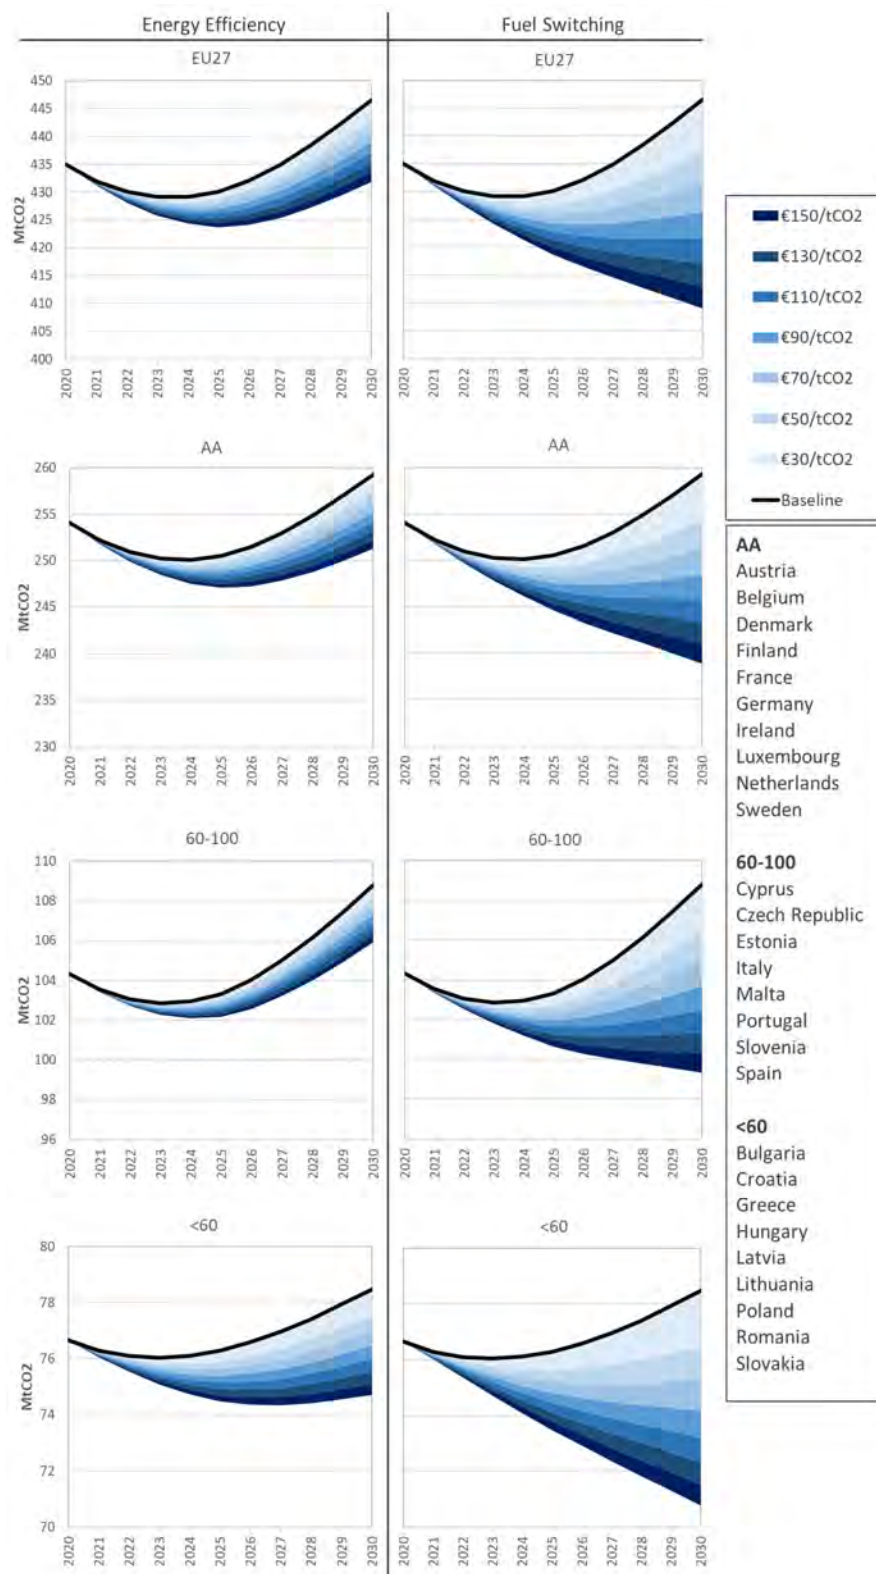 Energy Efficiency
Fuel Switching
EU27
EU27
450
445
440
435
430
425
420
415
410
405
400
MtCO2
2020
2021
2022
2023
2024
2025
2026
2027
2028
2029
2030
2020
2021
2022
2023
2024
2025
2026
2027
2028
2029
2030
AA
AA
260
255
250
245
240
235
230
MtCO2
2020
2021
2022
2023
2024
2025
2026
2027
2028
2029
2030
2020
2021
2022
2023
2024
2025
2026
2027
2028
2029
2030
60-100
60-100
110
108
106
104
102
100
98
96
MtCO2
2020
2021
2022
2023
2024
2025
2026
2027
2028
2029
2030
2020
2021
2022
2023
2024
2025
2026
2027
2028
2029
2030
<60
<60
80
78
76
74
72
70
MtCO2
2020
2021
2022
2023
2024
2025
2026
2027
2028
2029
2030
2020
2021
2022
2023
2024
2025
2026
2027
2028
2029
2030
€150/tCO2
€130/tCO2
€110/tCO2
€90/tCO2
€70/tCO2
€50/tCO2
€30/tCO2
Baseline
AA
Austria
Belgium
Denmark
Finland
France
Germany
Ireland
Luxembourg
Netherlands
Sweden
60-100
Cyprus
Czech Republic
Estonia
Italy
Malta
Portugal
Slovenia
Spain
<60
Bulgaria
Croatia
Greece
Hungary
Latvia
Lithuania
Poland
Romania
Slovakia